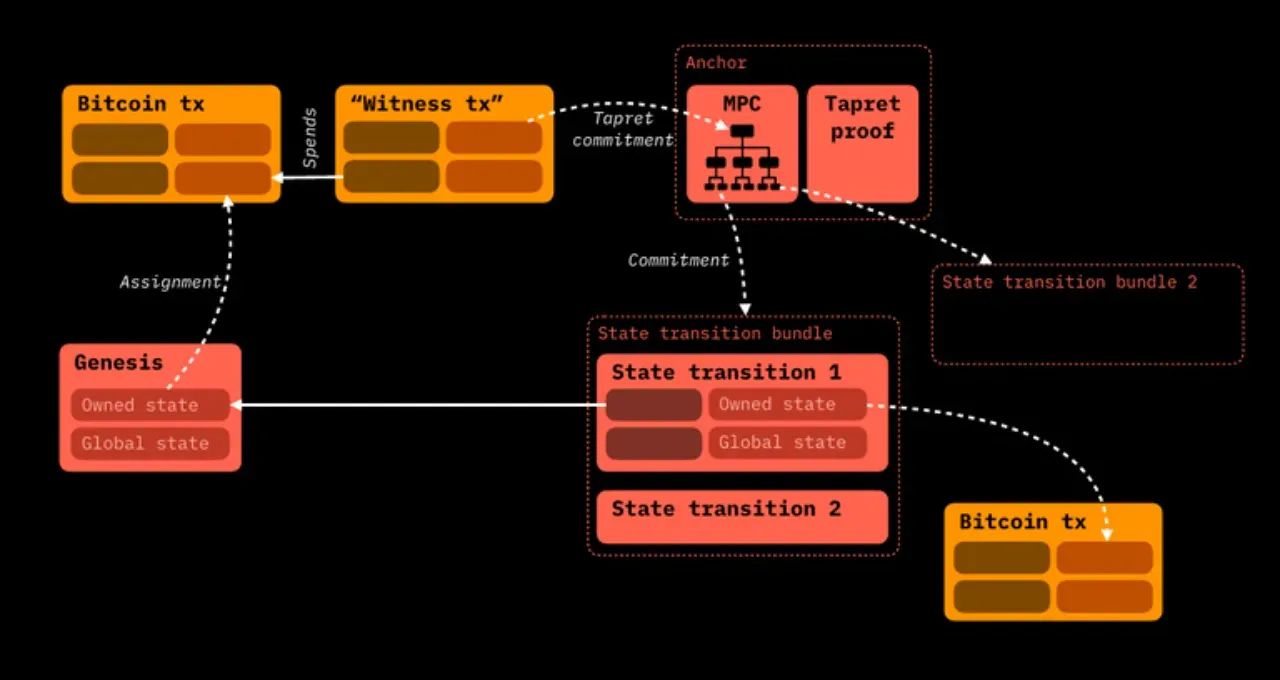 Anchor
Bitcoin tx
“Witness tx”
MPC
Tapret
proof
Spends
Tapret
commitment
Commitment
Assignment
State transition bundle 2
State transition bundle
Genesis
Owned state
Global state
State transition 1
Owned state
Global state
State transition 2
Bitcoin tx